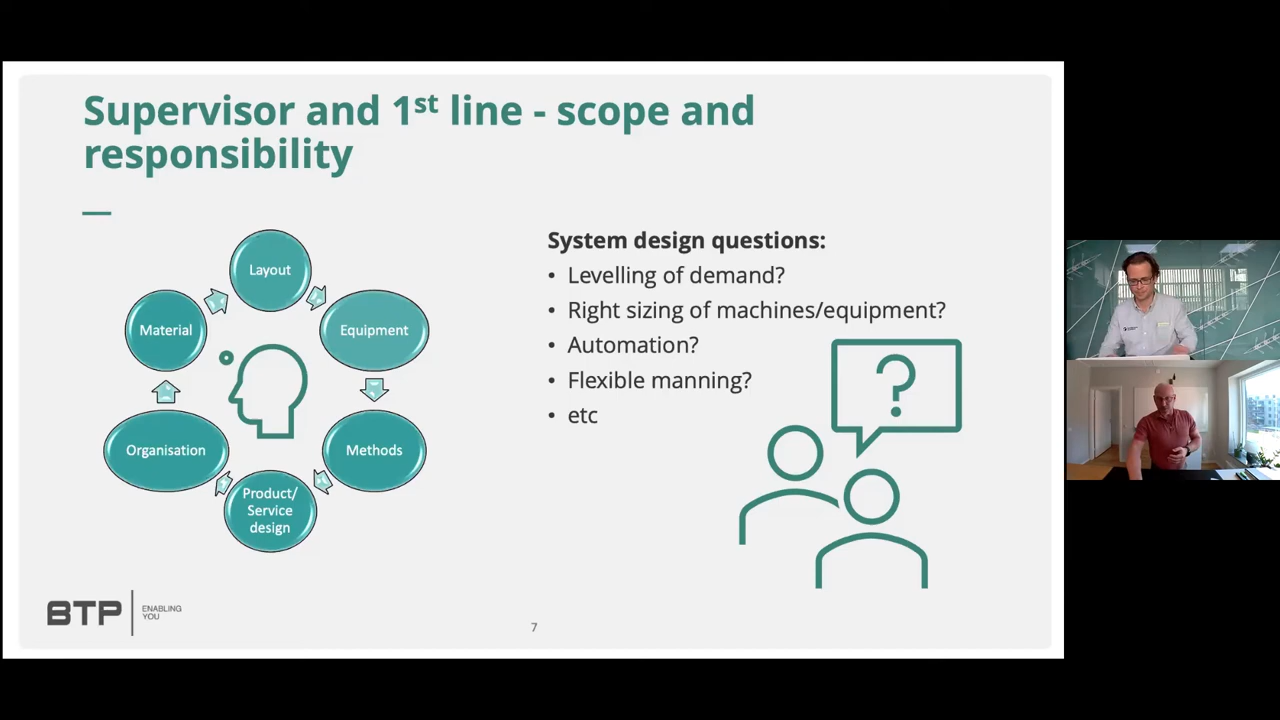 Supervisor and 1st line - scope and
responsibility
Layout
Material
Equipment
Organisation
Methods
Product/
Service
design
System design questions:
• Levelling of demand?
• Right sizing of machines/equipment?
• Automation?
• Flexible manning?
• etc
?
BTP
ENABLING
YOU
7